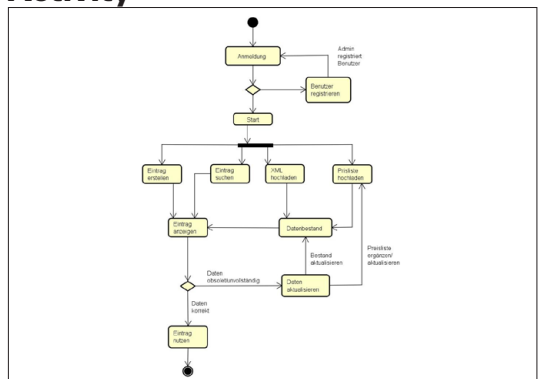 Activity
Anmeldung
Admin
registriert
Benutzer
Benutzer
registrieren
Start
Eintrag
erstellen
Eintrag
suchen
XML
hochladen
Prisliste
hochladen
Eintrag
anzeigen
Datenbestand
Bestand
aktualisieren
Preisliste
ergänzen/
aktualisieren
Daten
obsolet/unvollständig
Daten
aktualisieren
Daten
korrekt
Eintrag
nutzen